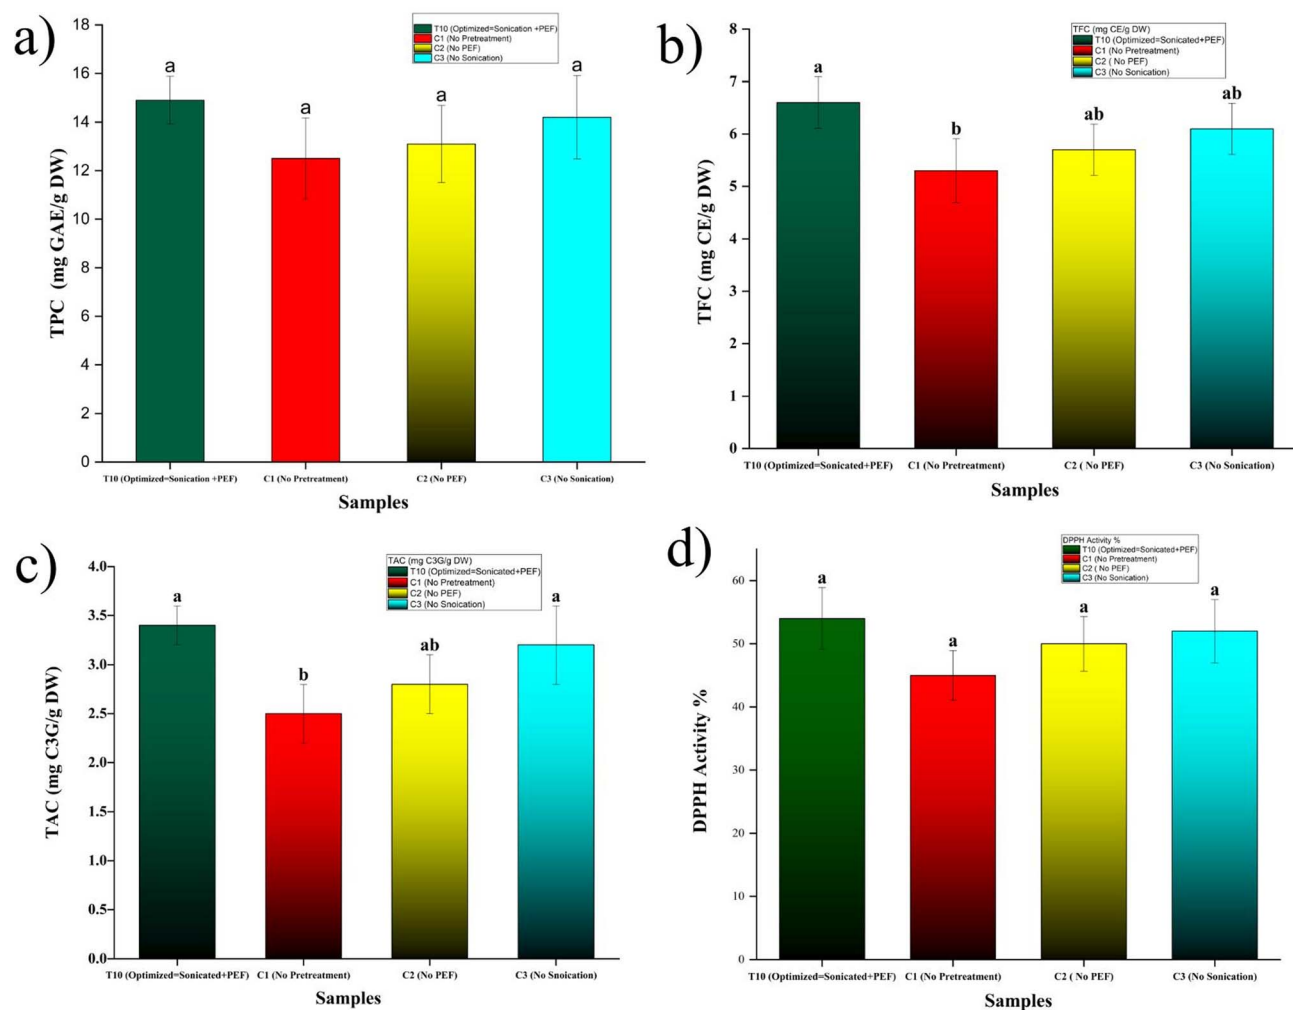 a)
18
16
14
12
10
8
6
4
2
0
TPC (mg GAE/g DW)
T10 (Optimized=Sonication +PEF)
C1 (No Pretreatment)
C2 (No PEF)
C3 (No Sonication)
a
a
a
a
T10 (Optimized=Sonication +PEF)
C1 (No Pretreatment)
C2 (No PEF)
C3 (No Sonication)
Samples
b)
8
7
6
5
4
3
2
1
0
TFC (mg CE/g DW)
TFC (mg CE/g DW)
T10 (Optimized=Sonicated+PEF)
C1 (No Pretreatment)
C2 ( No PEF)
C3 (No Sonication)
a
b
ab
ab
T10 (Optimized=Sonicated+PEF)
C1 (No Pretreatment)
C2 ( No PEF)
C3 (No Sonication)
Samples
c)
4.0
3.5
3.0
2.5
2.0
1.5
1.0
0.5
0.0
TAC (mg C3G/g DW)
TAC (mg C3G/g DW)
T10 (Optimized=Sonicated+PEF)
C1 (No Pretreatment)
C2 (No PEF)
C3 (No Snoication)
a
b
ab
a
T10 (Optimized=Sonicated+PEF)
C1 (No Pretreatment)
C2 (No PEF)
C3 (No Snoication)
Samples
d)
60
50
40
30
20
10
0
DPPH Activity %
DPPH Activity %
T10 (Optimized=Sonicated+PEF)
C1 (No Pretreatment)
C2 ( No PEF)
C3 (No Sonication)
a
a
a
a
T10 (Optimized=Sonicated+PEF)
C1 (No Pretreatment)
C2 ( No PEF)
C3 (No Sonication)
Samples